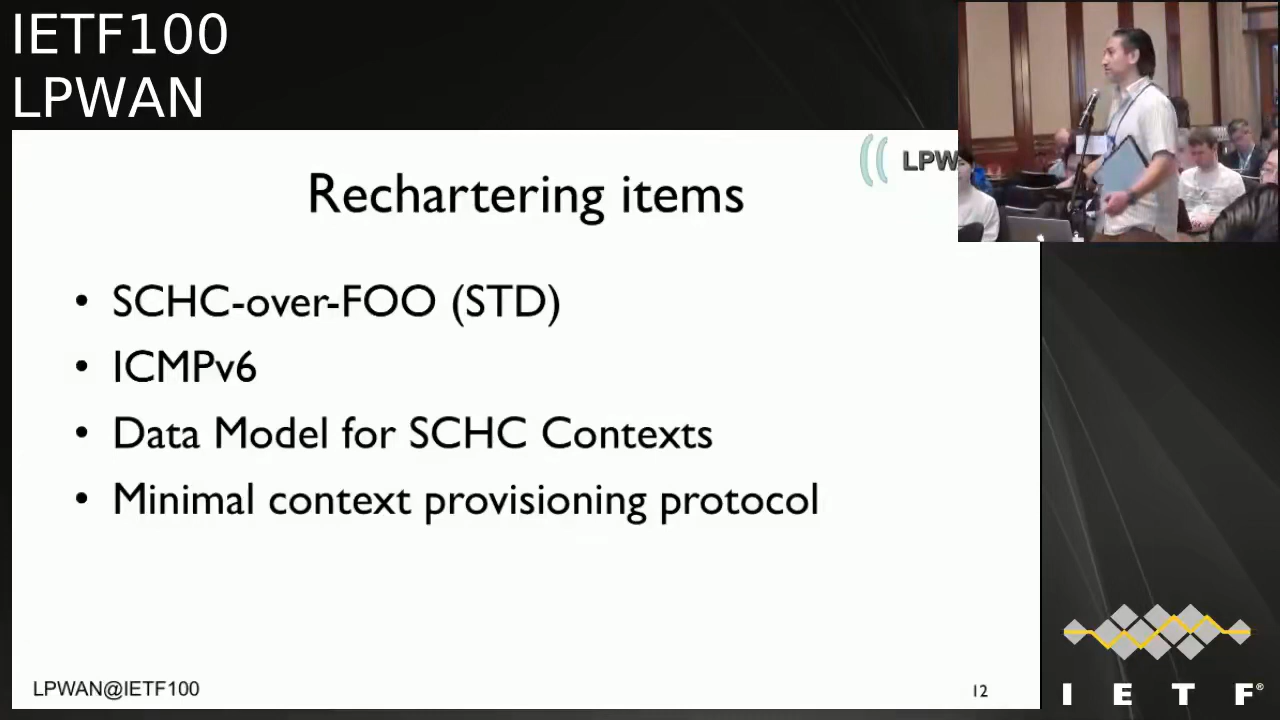 IETF100
LPWAN
LPW
Rechartering items
• SCHC-over-FOO (STD)
• ICMPv6
• Data Model for SCHC Contexts
• Minimal context provisioning protocol
LPWAN@IETF100
12
I E T F®